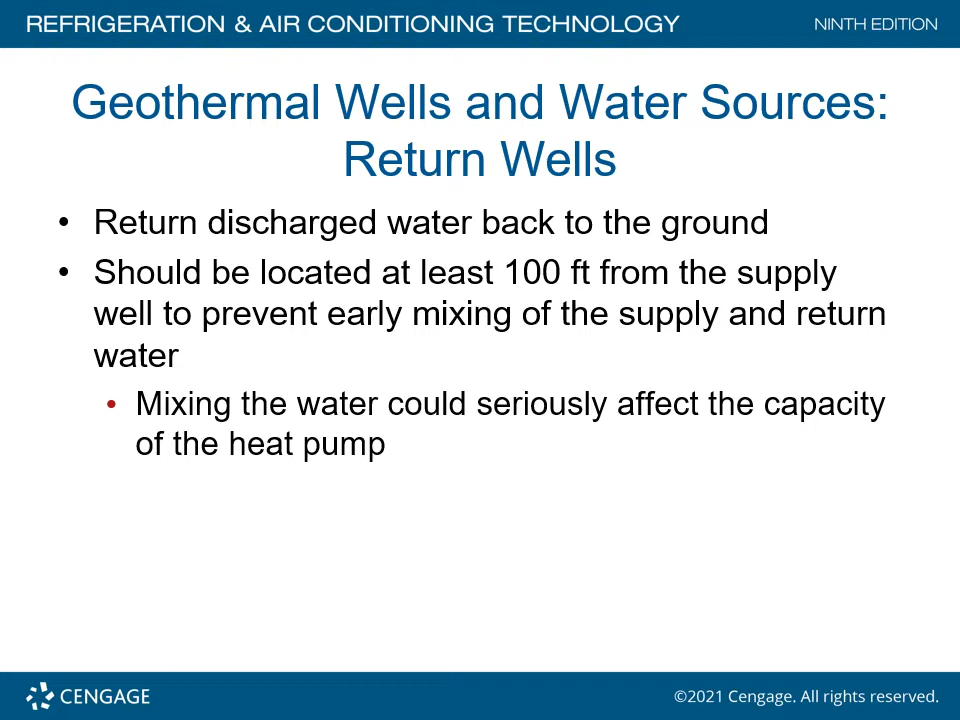 REFRIGERATION & AIR CONDITIONING TECHNOLOGY
NINTH EDITION
Geothermal Wells and Water Sources:
Return Wells
• Return discharged water back to the ground
• Should be located at least 100 ft from the supply
well to prevent early mixing of the supply and return
water
• Mixing the water could seriously affect the capacity
of the heat pump
CENGAGE
©2021 Cengage. All rights reserved.